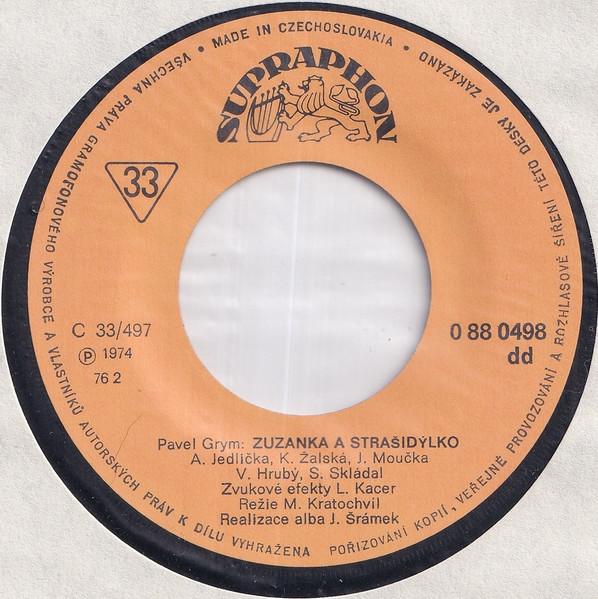 VŠECHNA PRÁVA GRAMOFONOVÉHO VÝROBCE A VLASTNÍKŮ AUTORSKÝCH PRÁV K DÍLU VYHRAŽENA
• MADE IN CZECHOSLOVAKIA •
POŘIZOVÁNÍ KOPIÍ, VEŘEJNÉ PROVOZOVÁNÍ A ROZHLASOVÉ ŠÍŘENÍ TÉTO DESKY JE ZAKÁZÁNO
SUPRAPHON
33
C 33/497
Ⓟ 1974
76 2
0 88 0498
dd
Pavel Grym: ZUZANKA A STRAŠIDÝLKO
A. Jedlička, K. Žalská, J. Moučka
V. Hrubý, S. Skládal
Zvukové efekty L. Kacer
Režie M. Kratochvíl
Realizace alba J. Šrámek